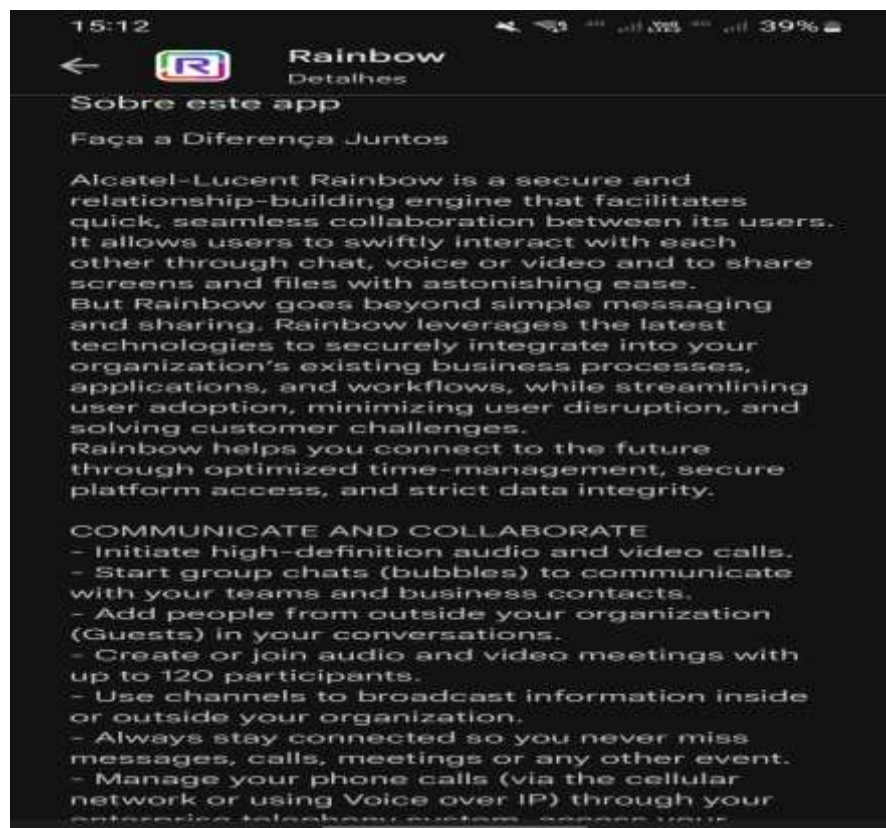 15:12
39%
Rainbow
Detalhes
Sobre este app
Faça a Diferença Juntos
Alcatel-Lucent Rainbow is a secure and
relationship-building engine that facilitates
quick, seamless collaboration between its users.
It allows users to swiftly interact with each
other through chat, voice or video and to share
screens and files with astonishing ease.
But Rainbow goes beyond simple messaging
and sharing. Rainbow leverages the latest
technologies to securely integrate into your
organization's existing business processes,
applications, and workflows, while streamlining
user adoption, minimizing user disruption, and
solving customer challenges.
Rainbow helps you connect to the future
through optimized time-management, secure
platform access, and strict data integrity.
COMMUNICATE AND COLLABORATE
- Initiate high-definition audio and video calls.
- Start group chats (bubbles) to communicate
with your teams and business contacts.
- Add people from outside your organization
(Guests) in your conversations.
- Create or join audio and video meetings with
up to 120 participants.
- Use channels to broadcast information inside
or outside your organization.
- Always stay connected so you never miss
messages, calls, meetings or any other event.
- Manage your phone calls (via the cellular
network or using Voice over IP) through your